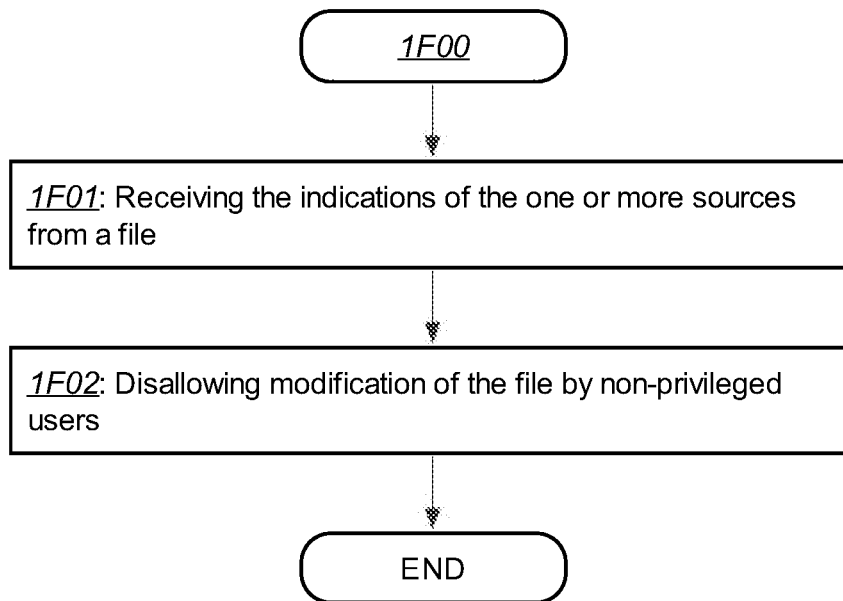 1F00
1F01: Receiving the indications of the one or more sources
from a file
1F02: Disallowing modification of the file by non-privileged
users
END